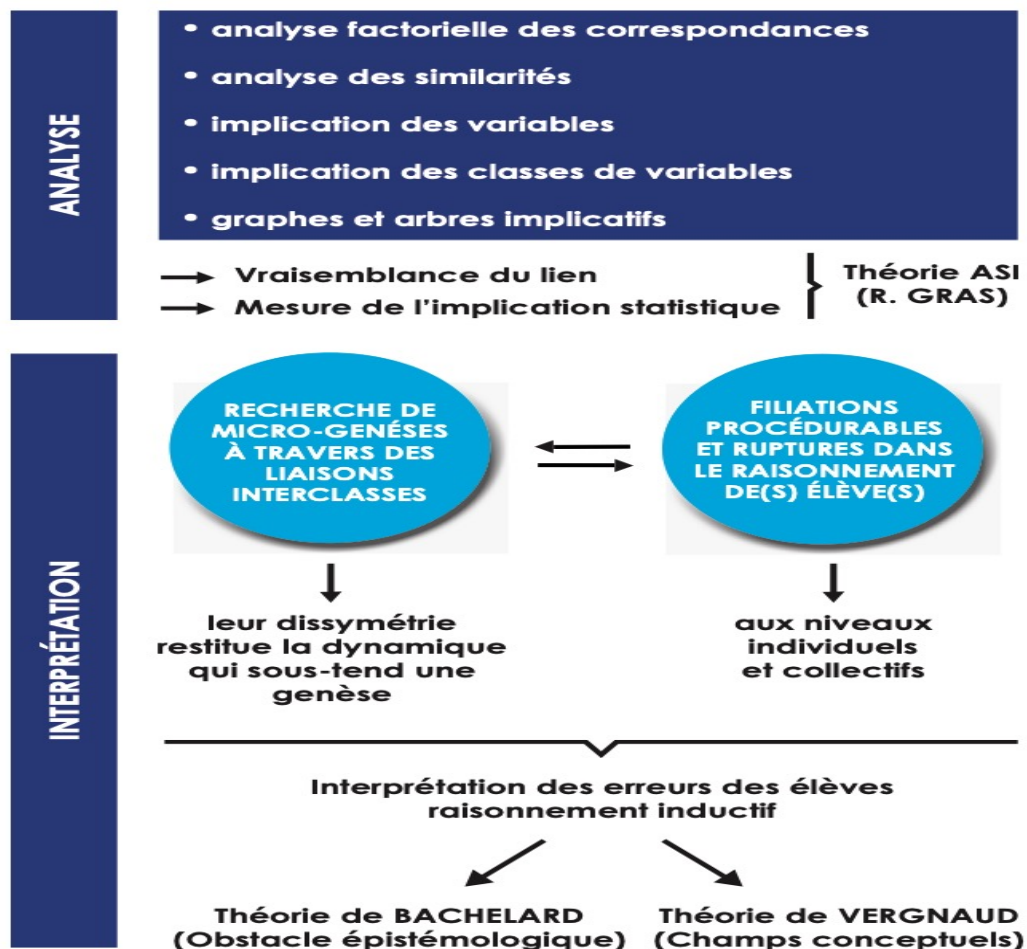 ANALYSE
• analyse factorielle des correspondances
• analyse des similarités
• implication des variables
• implication des classes de variables
• graphes et arbres implicatifs
→ Vraisemblance du lien
→ Mesure de l'implication statistique
Théorie ASI
(R. GRAS)
INTERPRÉTATION
RECHERCHE DE
MICRO-GENÉSES
À TRAVERS DES
LIAISONS
INTERCLASSES
FILIATIONS
PROCÉDURABLES
ET RUPTURES DANS
LE RAISONNEMENT
DE(S) ÉLÈVE(S)
leur dissymétrie
restitue la dynamique
qui sous-tend une
genèse
aux niveaux
individuels
et collectifs
Interprétation des erreurs des élèves
raisonnement inductif
Théorie de BACHELARD
(Obstacle épistémologique)
Théorie de VERGNAUD
(Champs conceptuels)